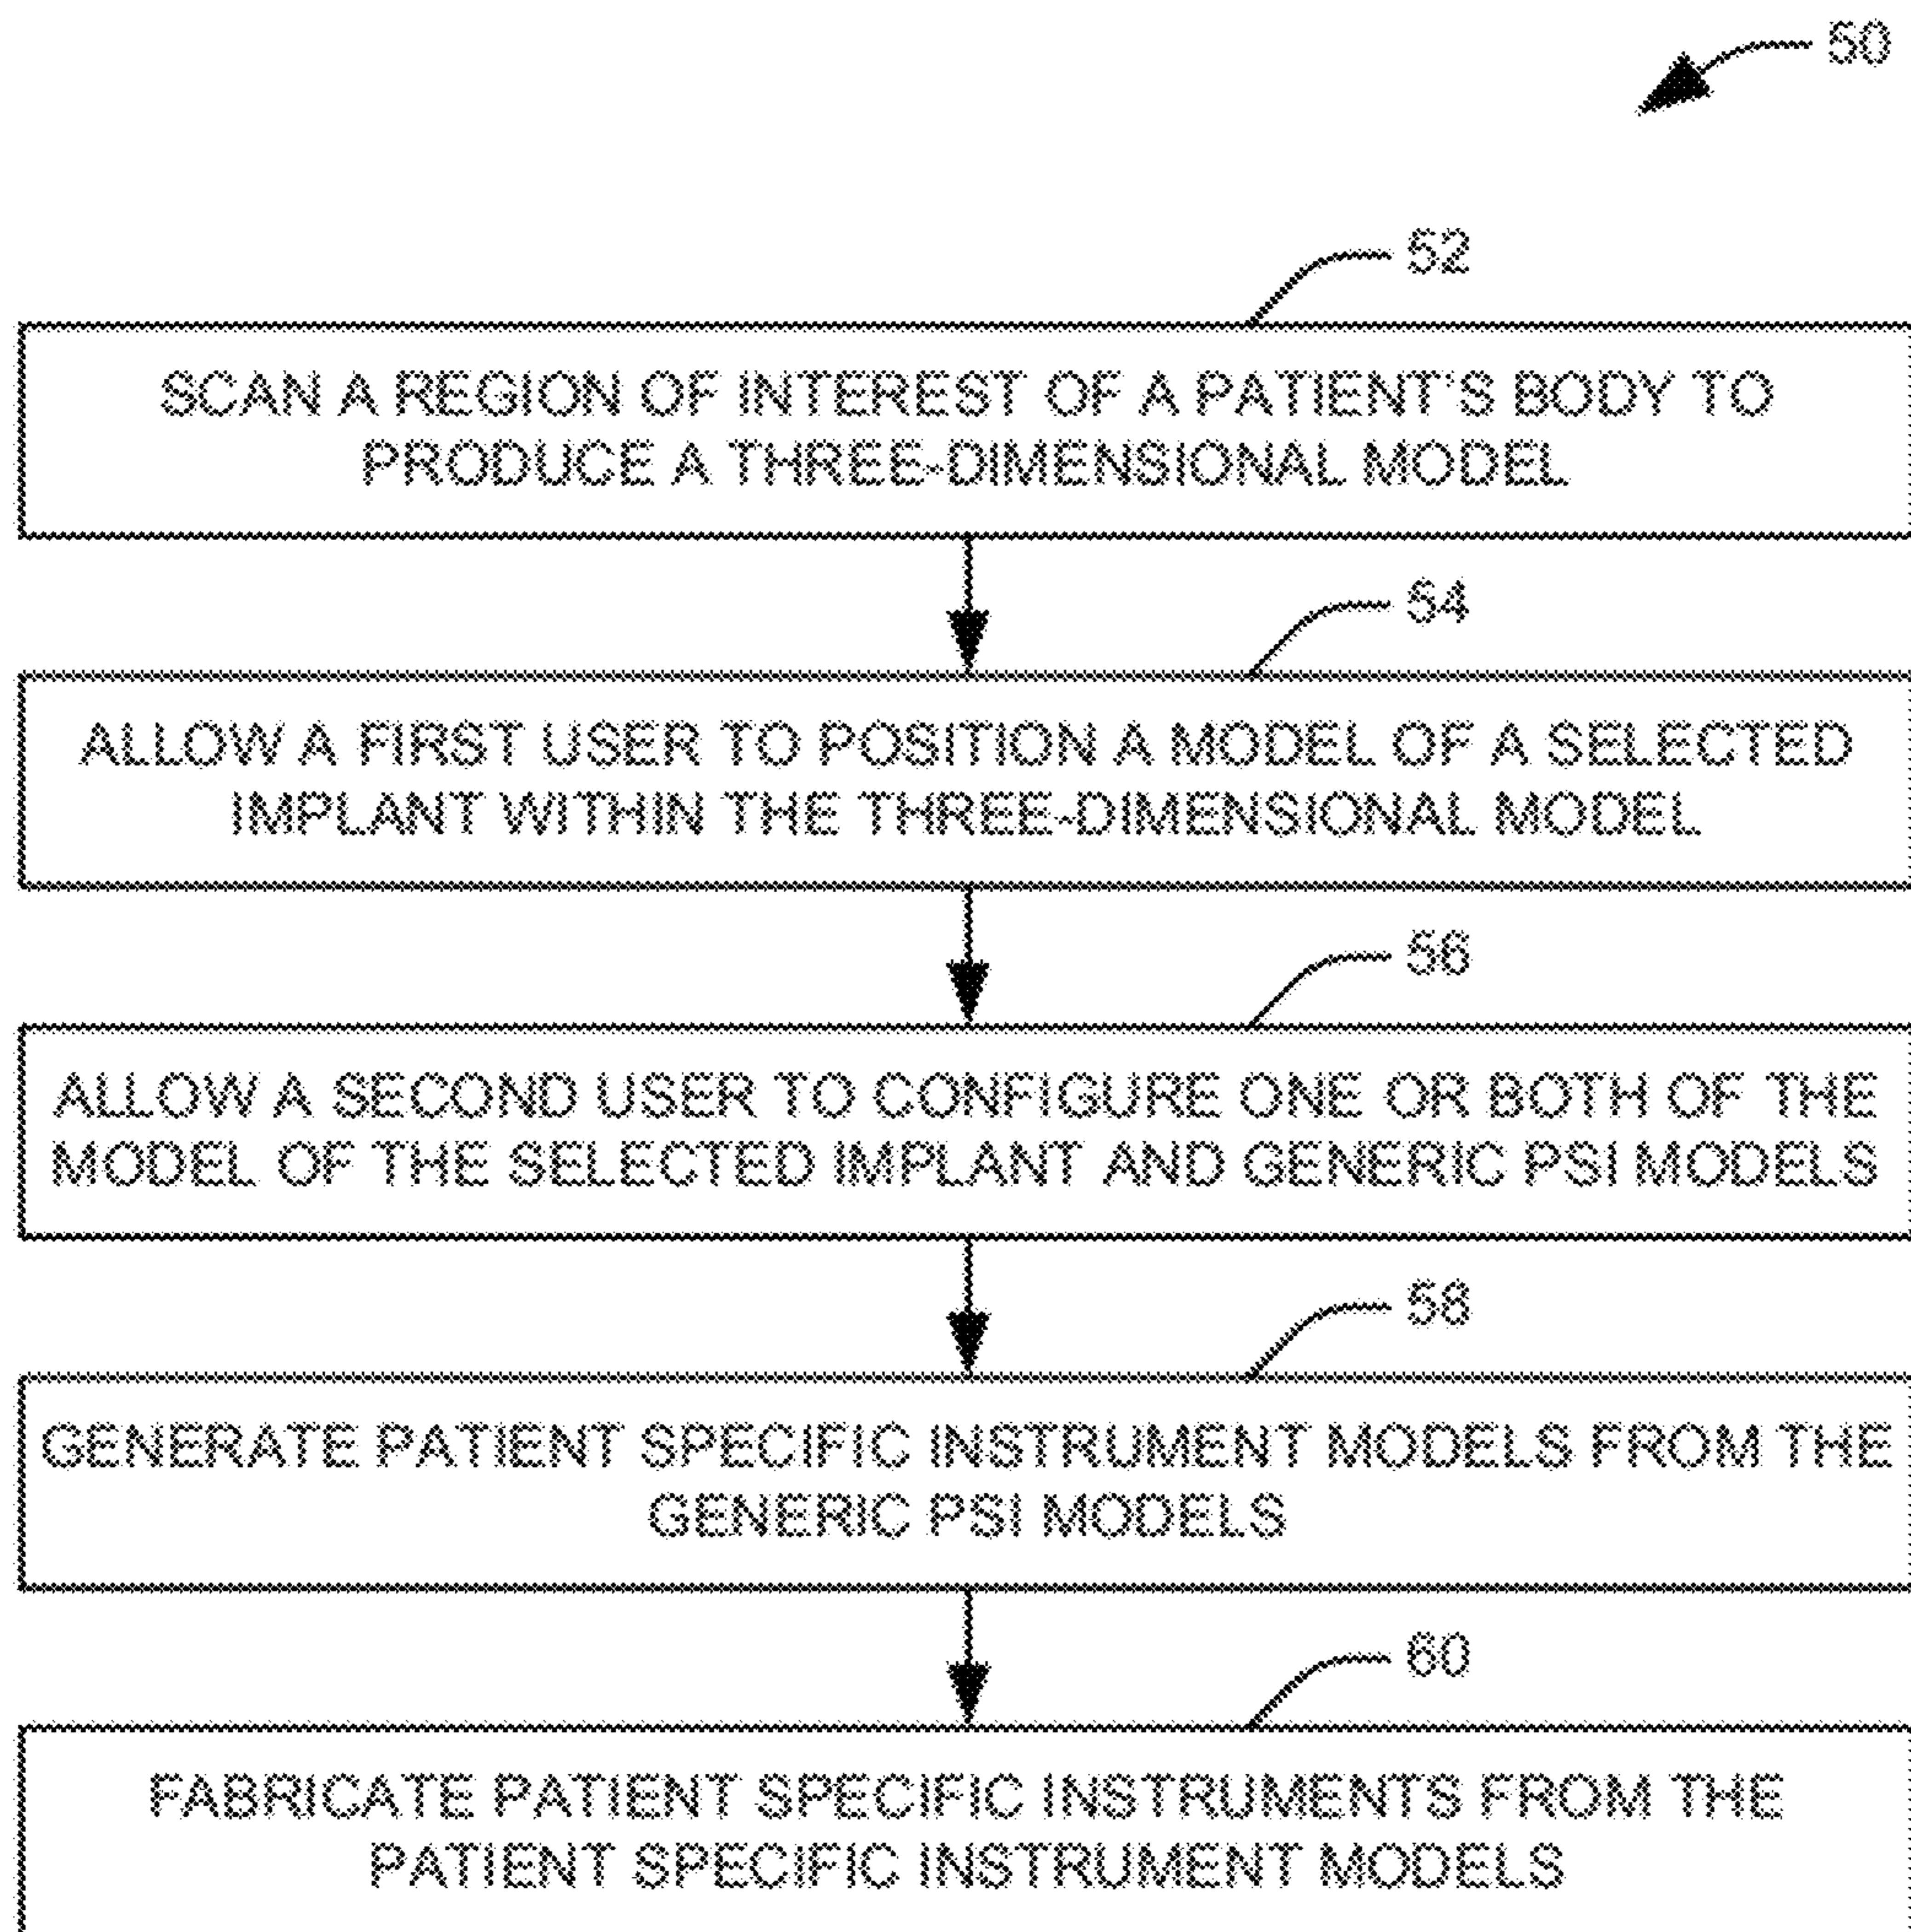 50
52
SCAN A REGION OF INTEREST OF A PATIENT'S BODY TO
PRODUCE A THREE-DIMENSIONAL MODEL
54
ALLOW A FIRST USER TO POSITION A MODEL OF A SELECTED
IMPLANT WITHIN THE THREE-DIMENSIONAL MODEL
56
ALLOW A SECOND USER TO CONFIGURE ONE OR BOTH OF THE
MODEL OF THE SELECTED IMPLANT AND GENERIC PSI MODELS
58
GENERATE PATIENT SPECIFIC INSTRUMENT MODELS FROM THE
GENERIC PSI MODELS
60
FABRICATE PATIENT SPECIFIC INSTRUMENTS FROM THE
PATIENT SPECIFIC INSTRUMENT MODELS